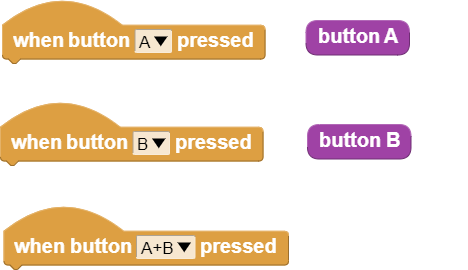 when button A ▼ pressed
button A
when button B ▼ pressed
button B
when button A+B ▼ pressed